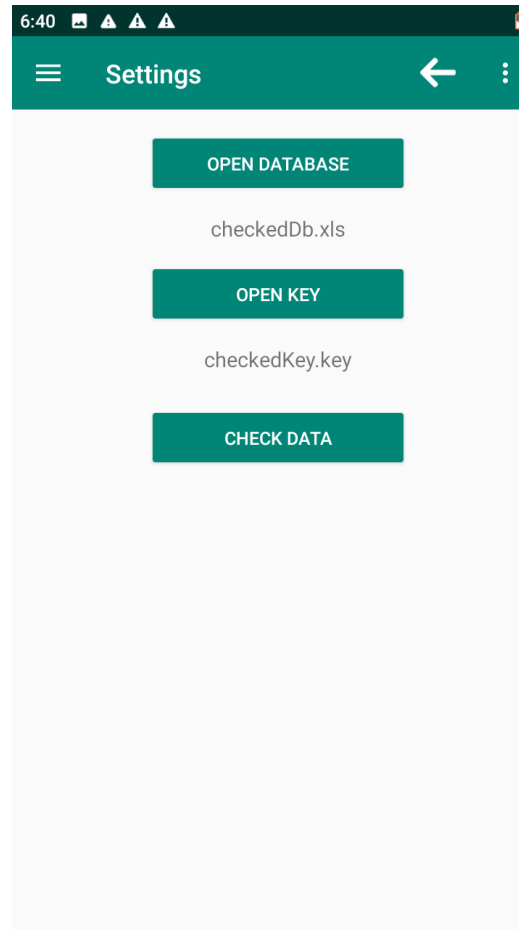 6:40
Settings
OPEN DATABASE
checkedDb.xls
OPEN KEY
checkedKey.key
CHECK DATA